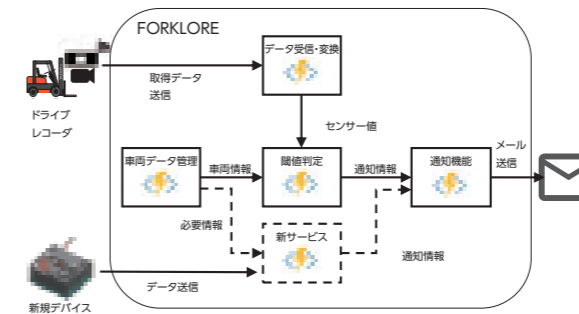 FORKLORE
データ受信・変換
取得データ
送信
ドライブ
レコーダ
センサー値
メール
送信
車両データ管理
車両情報
閾値判定
通知情報
通知機能
必要情報
新サービス
通知情報
データ送信
新規デバイス